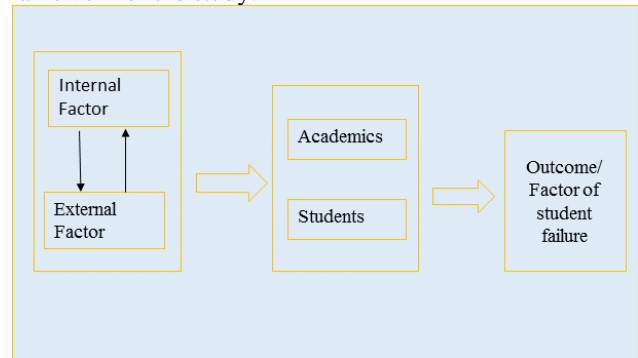 Internal
Factor
External
Factor
Academics
Students
Outcome/
Factor of
student
failure